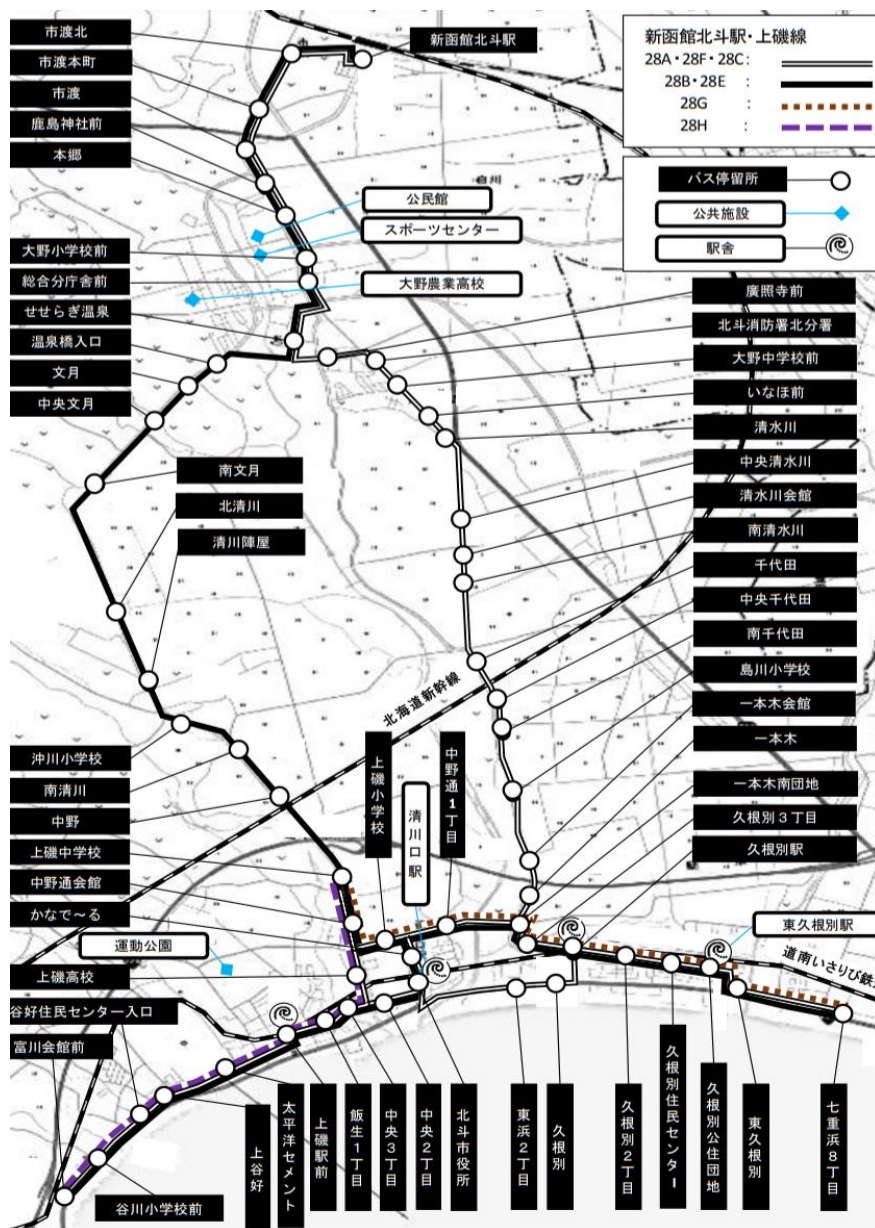 市渡北
市渡本町
市渡
鹿島神社前
本郷
新函館北斗駅
新函館北斗駅・上磯線
28A・28F・28C:
28B・28E :
28G :
28H :
バス停留所
公共施設
駅舎
白川
公民館
スポーツセンター
大野農業高校
大野小学校前
総合分庁舎前
せせらぎ温泉
温泉橋入口
文月
中央文月
廣照寺前
北斗消防署北分署
大野中学校前
いなほ前
清水川
中央清水川
清水川会館
南清水川
千代田
中央千代田
南千代田
島川小学校
一本木会館
一本木
一本木南団地
久根別3丁目
久根別駅
南文月
北清川
清川陣屋
北海道新幹線
沖川小学校
南清川
中野
上磯中学校
中野通会館
かなで~る
運動公園
上磯高校
谷好住民センター入口
富川会館前
上磯小学校
清川口駅
中野通1丁目
東久根別駅
道南いさりび鉄
谷川小学校前
上谷好
太平洋セメント
上磯駅前
飯生1丁目
中央3丁目
中央2丁目
北斗市役所
東浜2丁目
久根別
久根別2丁目
久根別住民センター
久根別公住団地
東久根別
七重浜8丁目